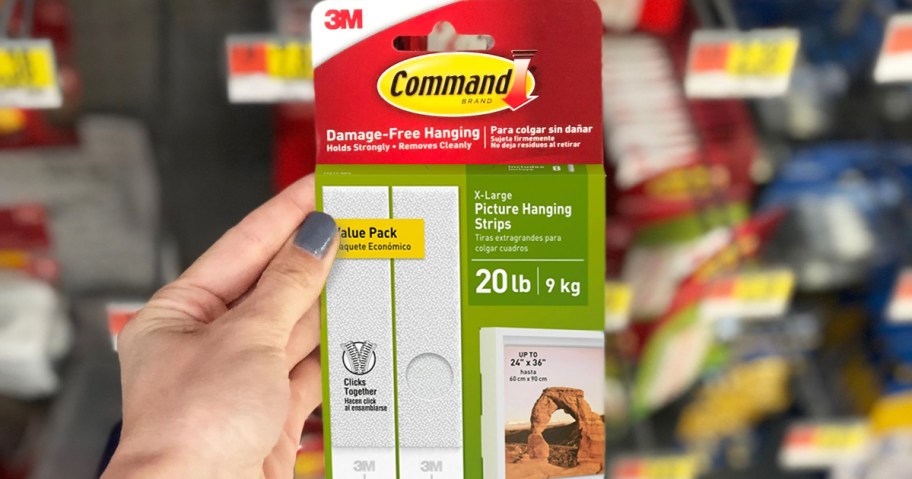 3M
Command
BRAND
Damage-Free Hanging
Holds Strongly • Removes Cleanly
Para colgar sin dañar
Sujeta firmemente
No deja residuos al retirar
X-Large
Picture Hanging
Strips
Tiras extragrandes para
colgar cuadros
20 lb | 9 kg
alue Pack
aquete Económico
UP TO
24" x 36"
hasta
60 cm x 90 cm
Clicks
Together
Hacen click
al ensamblarse
3M 3M